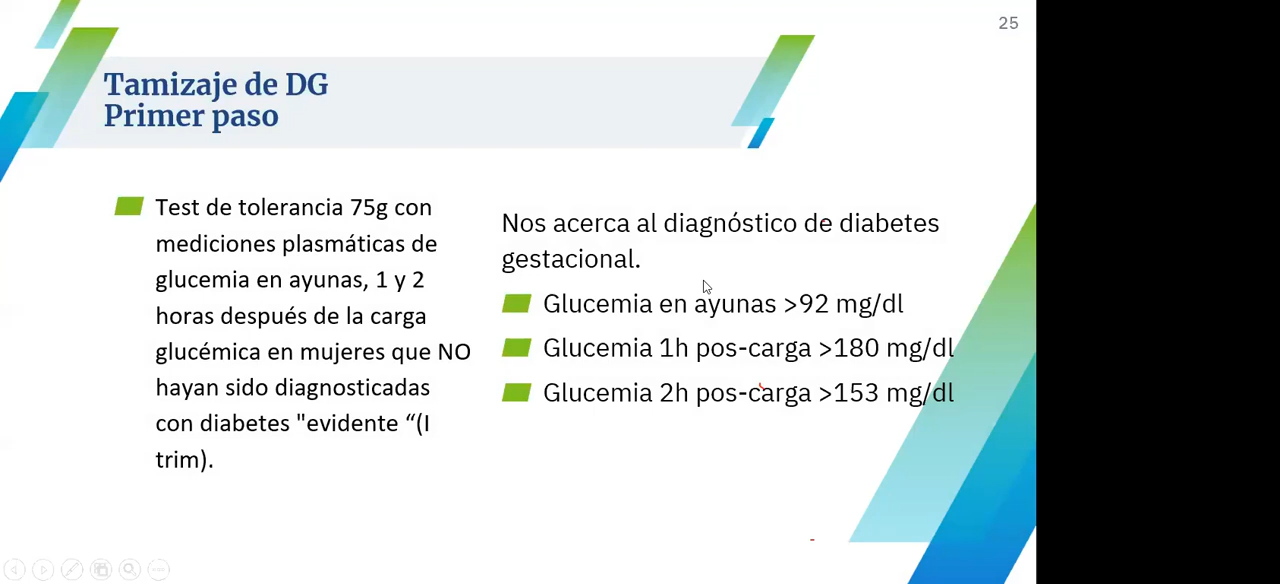 25
Tamizaje de DG
Primer paso
Test de tolerancia 75g con
mediciones plasmáticas de
glucemia en ayunas, 1 y 2
horas después de la carga
glucémica en mujeres que NO
hayan sido diagnosticadas
con diabetes "evidente “(I
trim).
Nos acerca al diagnóstico de diabetes
gestacional.
Glucemia en ayunas >92 mg/dl
Glucemia 1h pos-carga >180 mg/dl
Glucemia 2h pos-carga >153 mg/dl